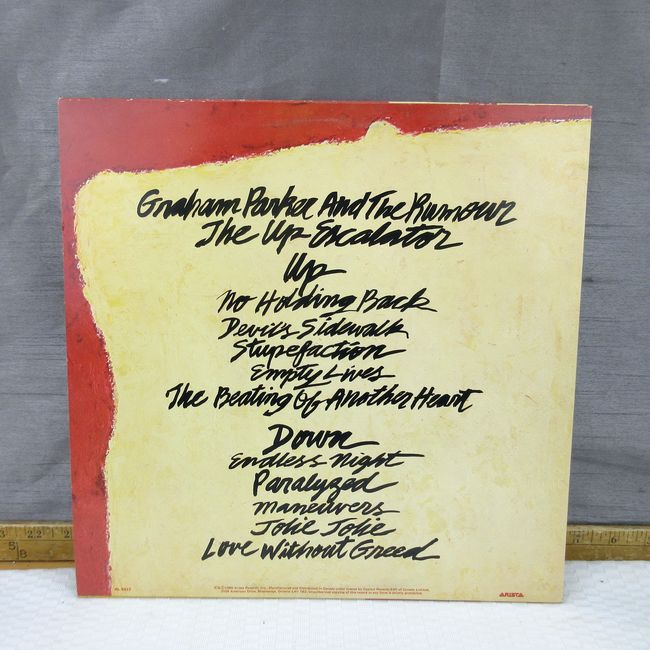 Graham Parker And The Rumour
The Up Escalator
Up
No Holding Back
Devil's Sidewalk
Stupefaction
Empty Lives
The Beating Of Another Heart
Down
Endless Night
Paralyzed
Maneuvers
Jolie Jolie
Love Without Greed
ARISTA